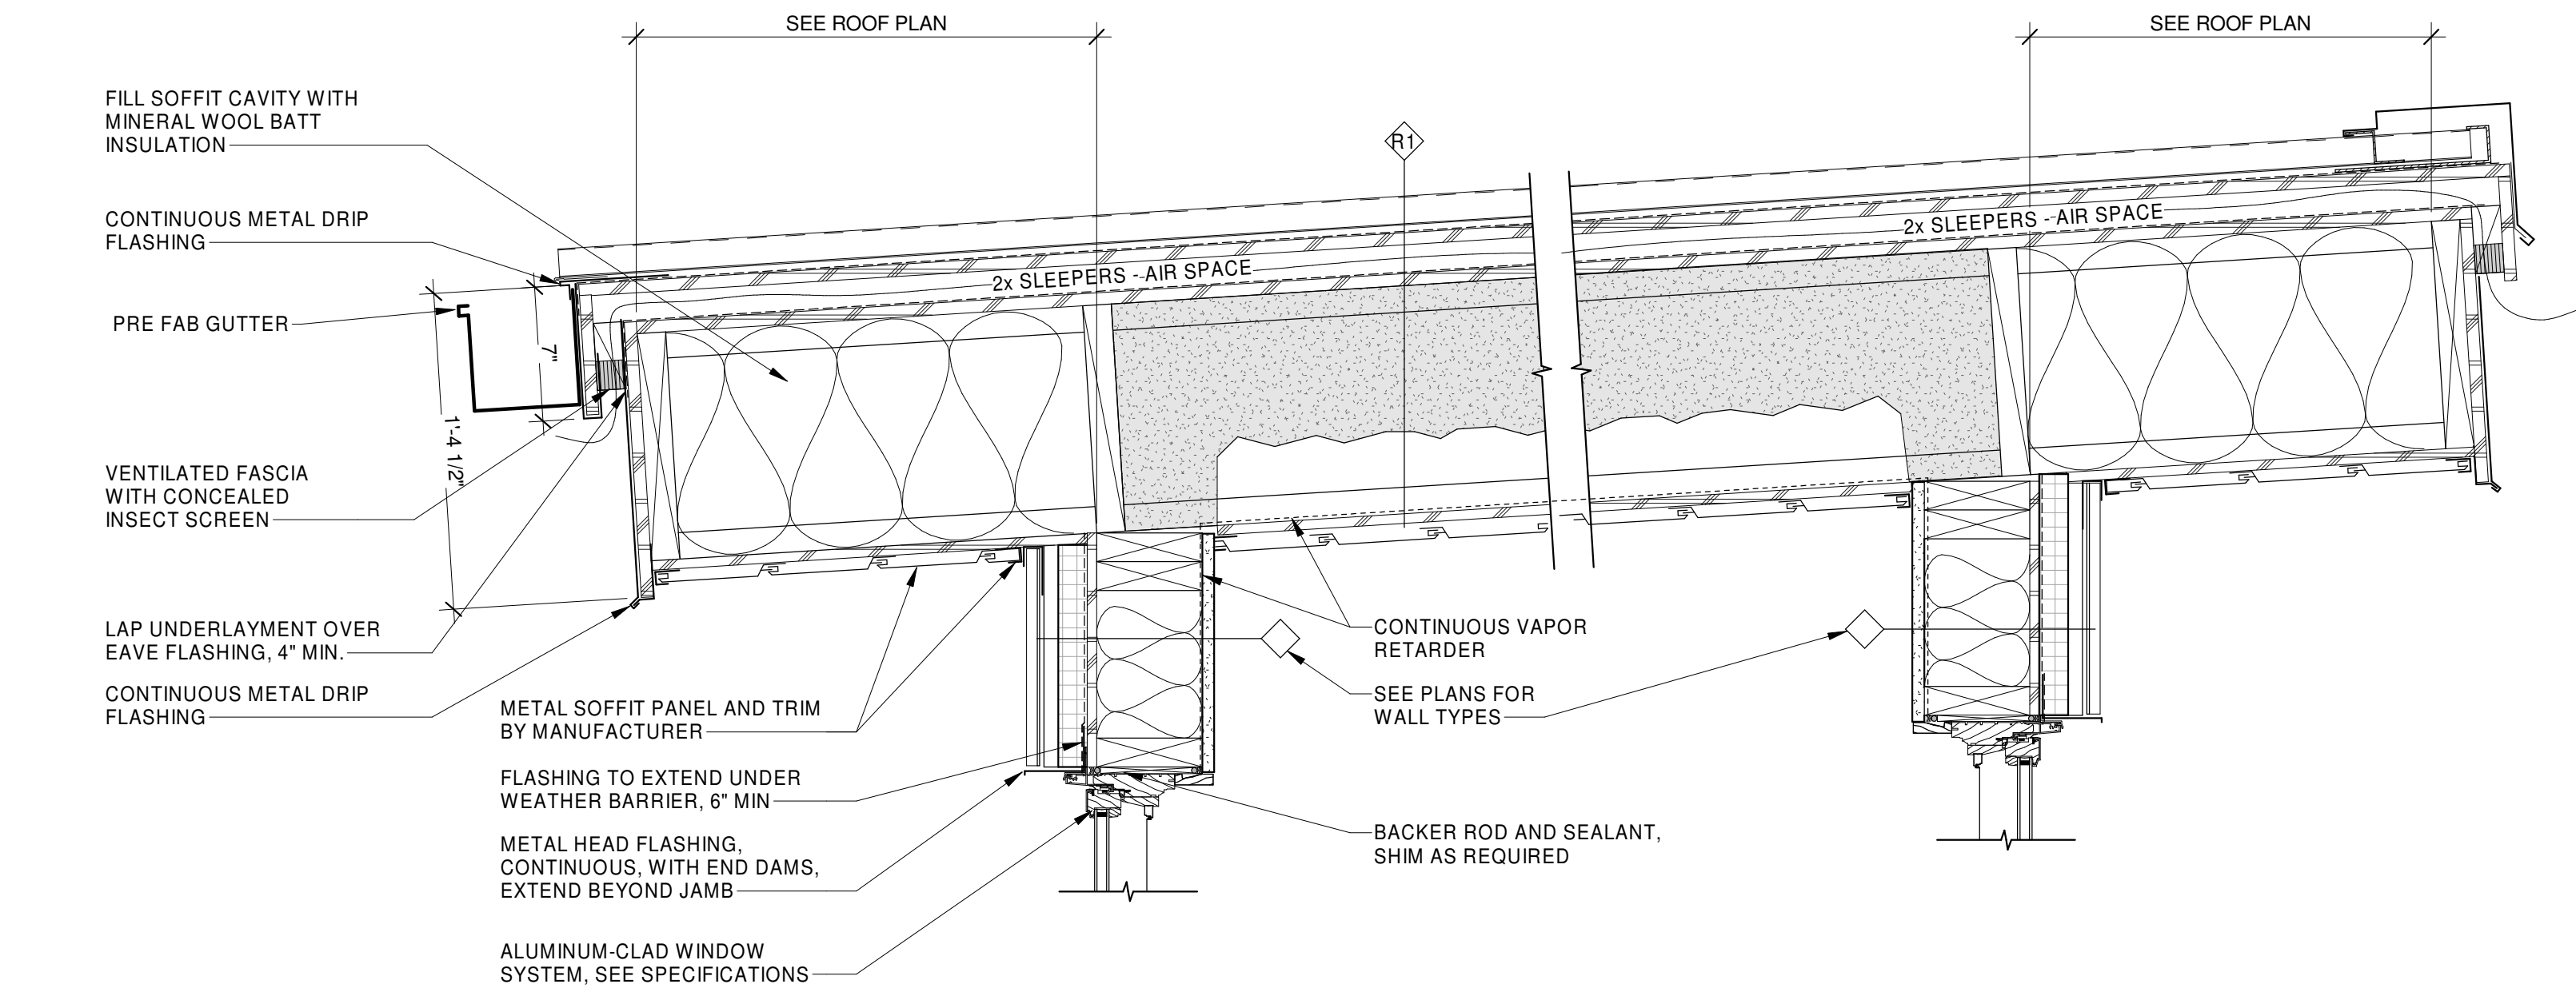 SEE ROOF PLAN
SEE ROOF PLAN
FILL SOFFIT CAVITY WITH
MINERAL WOOL BATT
INSULATION
R1
CONTINUOUS METAL DRIP
FLASHING
2x SLEEPERS - AIR SPACE
2x SLEEPERS - AIR SPACE
PRE FAB GUTTER
7"
1'-4 1/2"
VENTILATED FASCIA
WITH CONCEALED
INSECT SCREEN
LAP UNDERLAYMENT OVER
EAVE FLASHING, 4" MIN.
CONTINUOUS METAL DRIP
FLASHING
METAL SOFFIT PANEL AND TRIM
BY MANUFACTURER
FLASHING TO EXTEND UNDER
WEATHER BARRIER, 6" MIN
METAL HEAD FLASHING,
CONTINUOUS, WITH END DAMS,
EXTEND BEYOND JAMB
ALUMINUM-CLAD WINDOW
SYSTEM, SEE SPECIFICATIONS
CONTINUOUS VAPOR
RETARDER
SEE PLANS FOR
WALL TYPES
BACKER ROD AND SEALANT,
SHIM AS REQUIRED